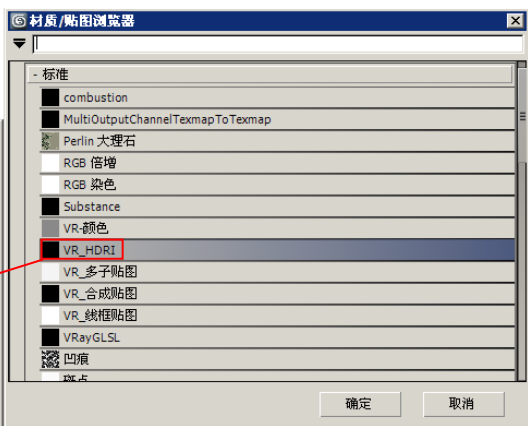 材质/贴图浏览器
- 标准
combustion
MultiOutputChannelTexmapToTexmap
Perlin 大理石
RGB 倍增
RGB 染色
Substance
VR-颜色
VR_HDRI
VR_多子贴图
VR_合成贴图
VR_线框贴图
VRayGLSL
凹痕
斑点
确定
取消